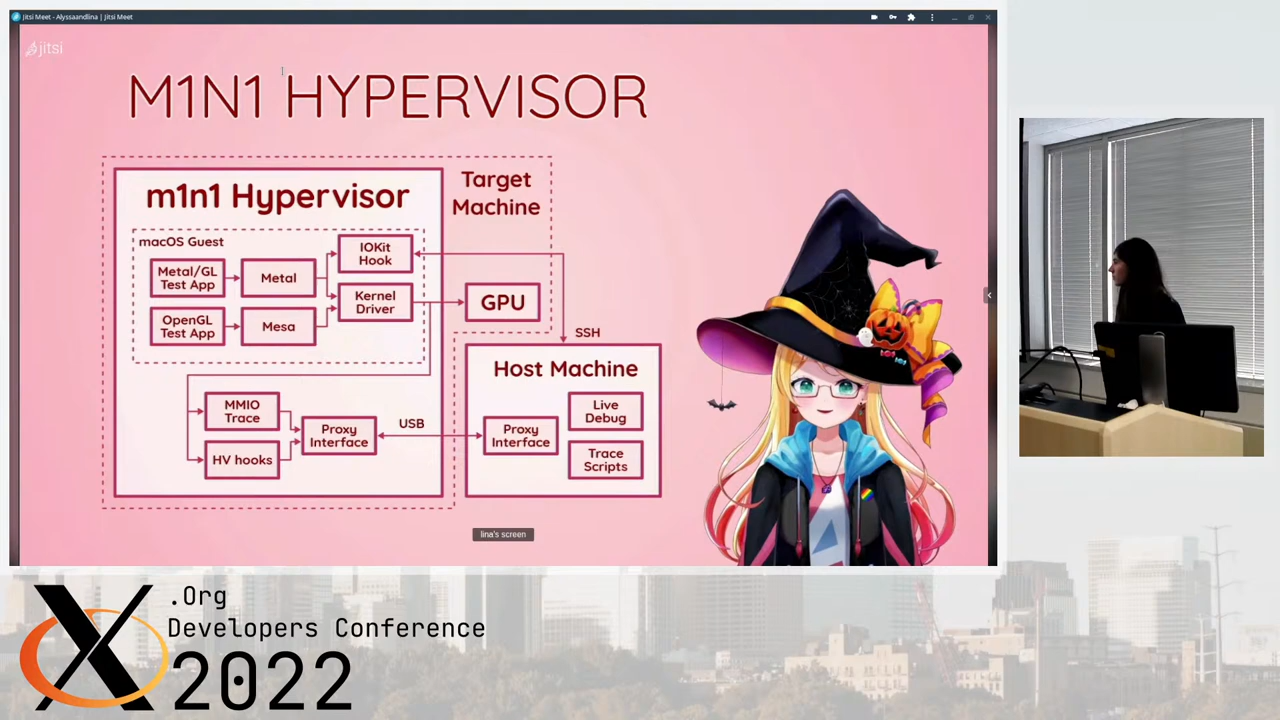 Jitsi Meet - Alyssaandlina | Jitsi Meet
jitsi
M1N1 HYPERVISOR
m1n1 Hypervisor
Target
Machine
macOS Guest
IOKit
Hook
Metal/GL
Test App
Metal
Kernel
Driver
GPU
OpenGL
Test App
Mesa
SSH
Host Machine
MMIO
Trace
Live
Debug
Proxy
Interface
USB
Proxy
Interface
HV hooks
Trace
Scripts
lina's screen
X
.Org
Developers Conference
2022